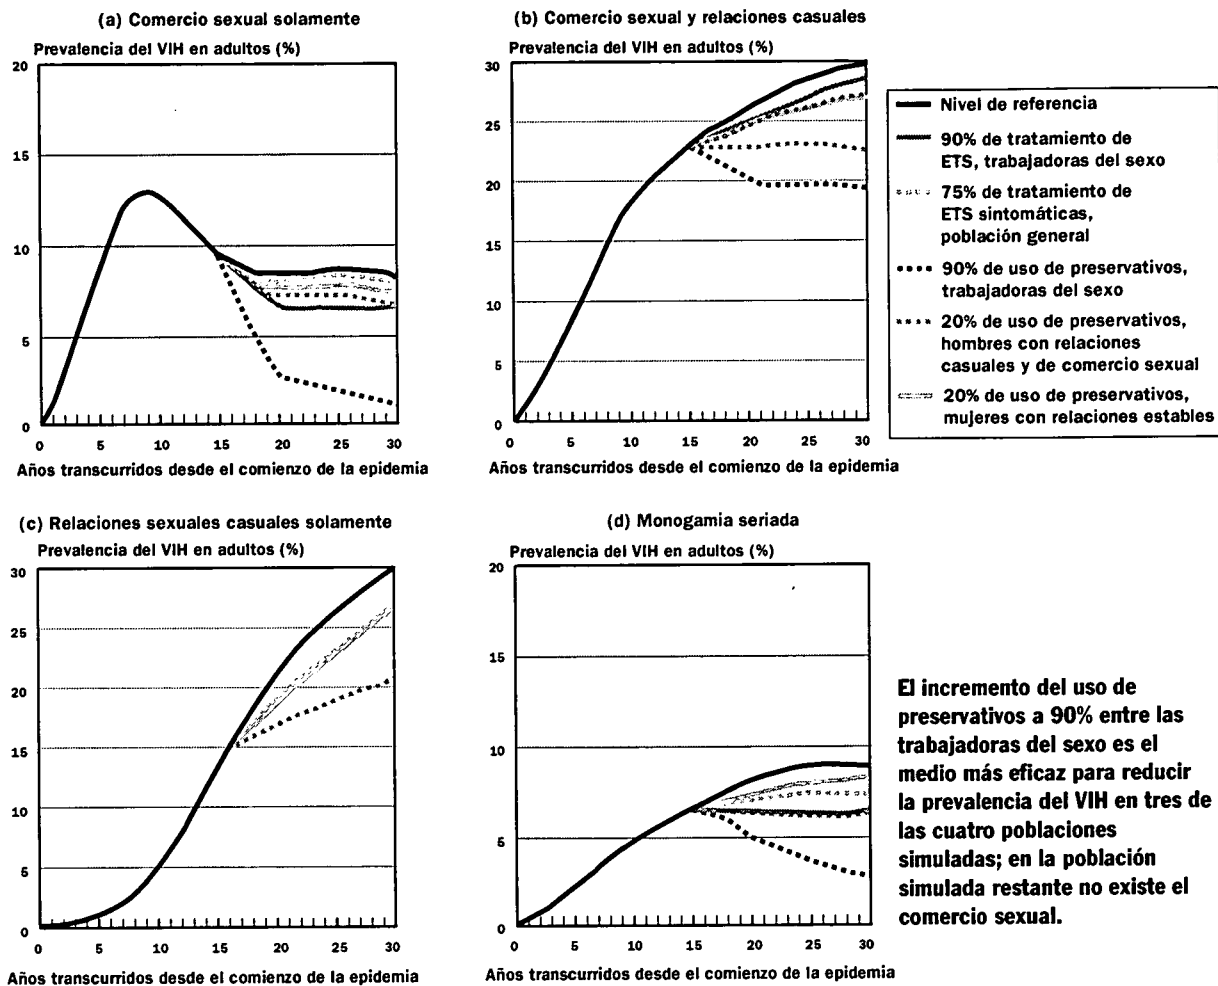 (a) Comercio sexual solamente
Prevalencia del VIH en adultos (%)
20
15
10
5
0
0 5 10 15 20 25 30
Años transcurridos desde el comienzo de la epidemia
(b) Comercio sexual y relaciones casuales
Prevalencia del VIH en adultos (%)
30
25
20
15
10
5
0
0 5 10 15 20 25 30
Años transcurridos desde el comienzo de la epidemia
Nivel de referencia
90% de tratamiento de
ETS, trabajadoras del sexo
75% de tratamiento de
ETS sintomáticas,
población general
90% de uso de preservativos,
trabajadoras del sexo
20% de uso de preservativos,
hombres con relaciones
casuales y de comercio sexual
20% de uso de preservativos,
mujeres con relaciones estables
(c) Relaciones sexuales casuales solamente
Prevalencia del VIH en adultos (%)
30
25
20
15
10
5
0
0 5 10 15 20 25 30
Años transcurridos desde el comienzo de la epidemia
(d) Monogamia seriada
Prevalencia del VIH en adultos (%)
20
15
10
5
0
0 5 10 15 20 25 30
Años transcurridos desde el comienzo de la epidemia
El incremento del uso de
preservativos a 90% entre las
trabajadoras del sexo es el
medio más eficaz para reducir
la prevalencia del VIH en tres de
las cuatro poblaciones
simuladas; en la población
simulada restante no existe el
comercio sexual.